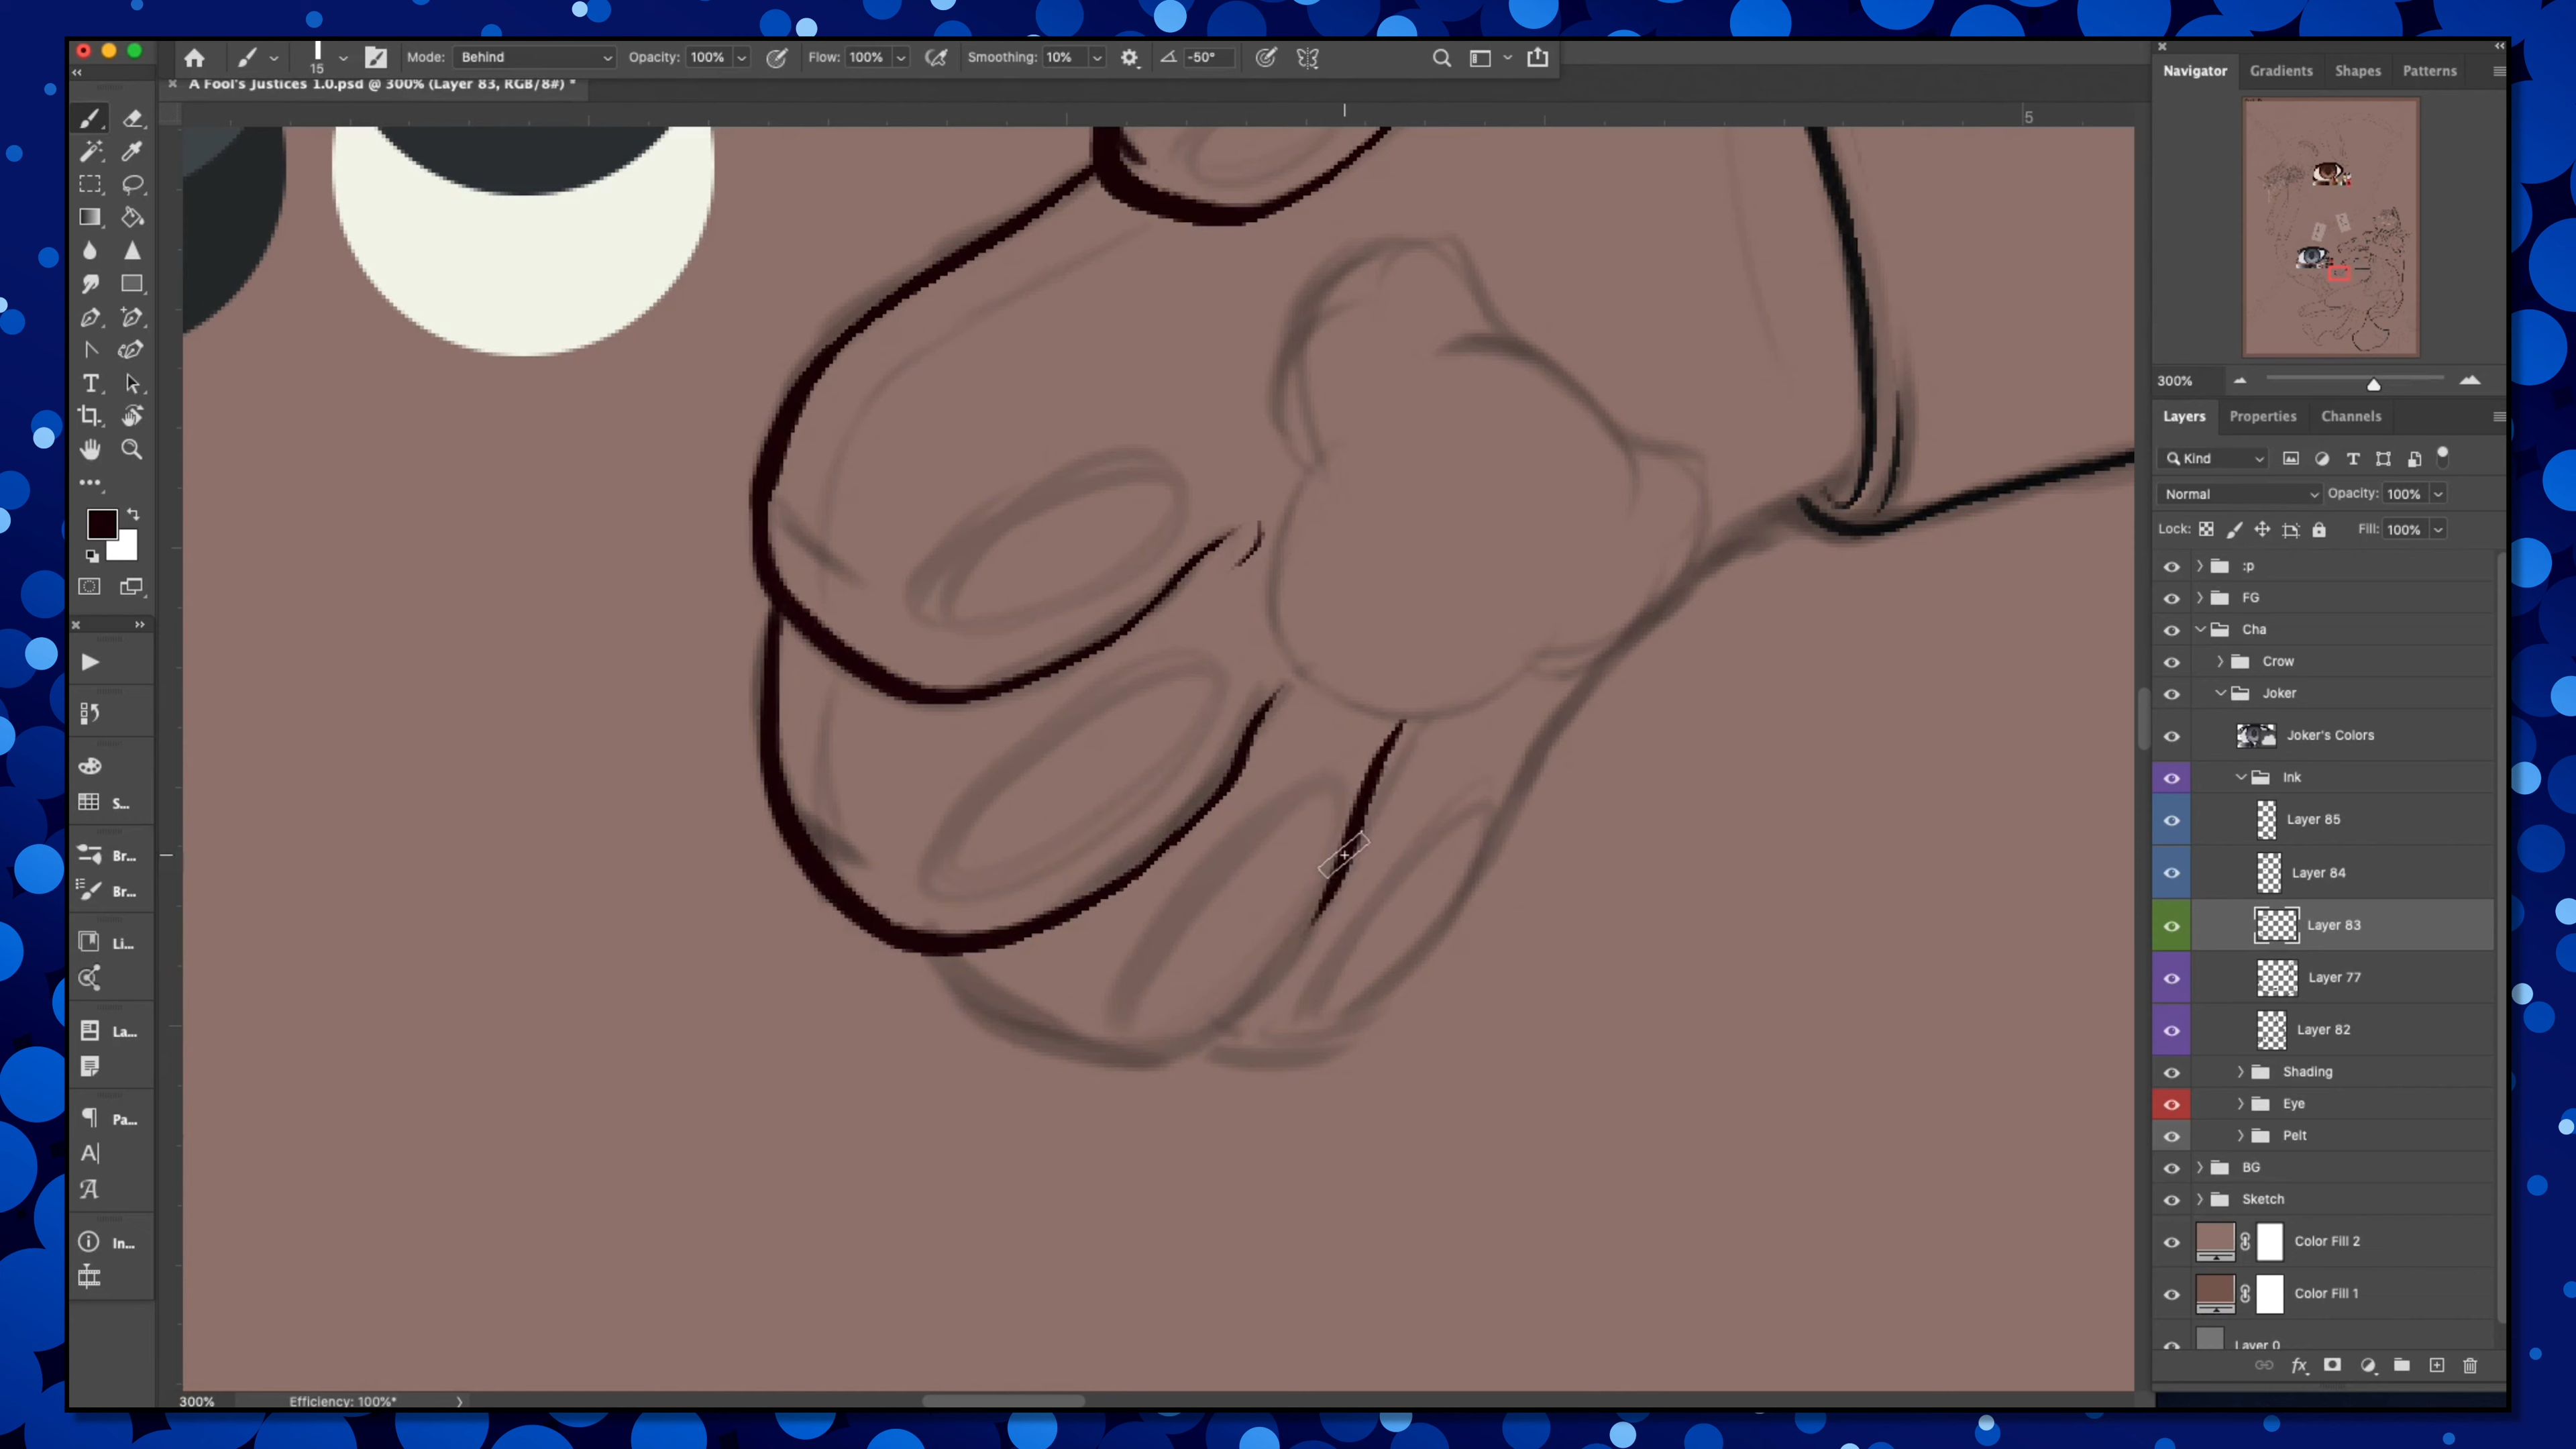 Mode: Behind Opacity: 100% Flow: 100% Smoothing: 10% -50°
15
A Fool's Justices 1.0.psd @ 300% (Layer 83, RGB/8#) *
5
Navigator Gradients Shapes Patterns
300%
Layers Properties Channels
Kind
Normal Opacity: 100%
Lock: Fill: 100%
:p
FG
Cha
Crow
Joker
Joker's Colors
Ink
Layer 85
Layer 84
Layer 83
Layer 77
Layer 82
Shading
Eye
Pelt
BG
Sketch
Color Fill 2
Color Fill 1
Layer 0
S...
Br...
Br...
Li...
La...
Pa...
In...
300% Efficiency: 100%*